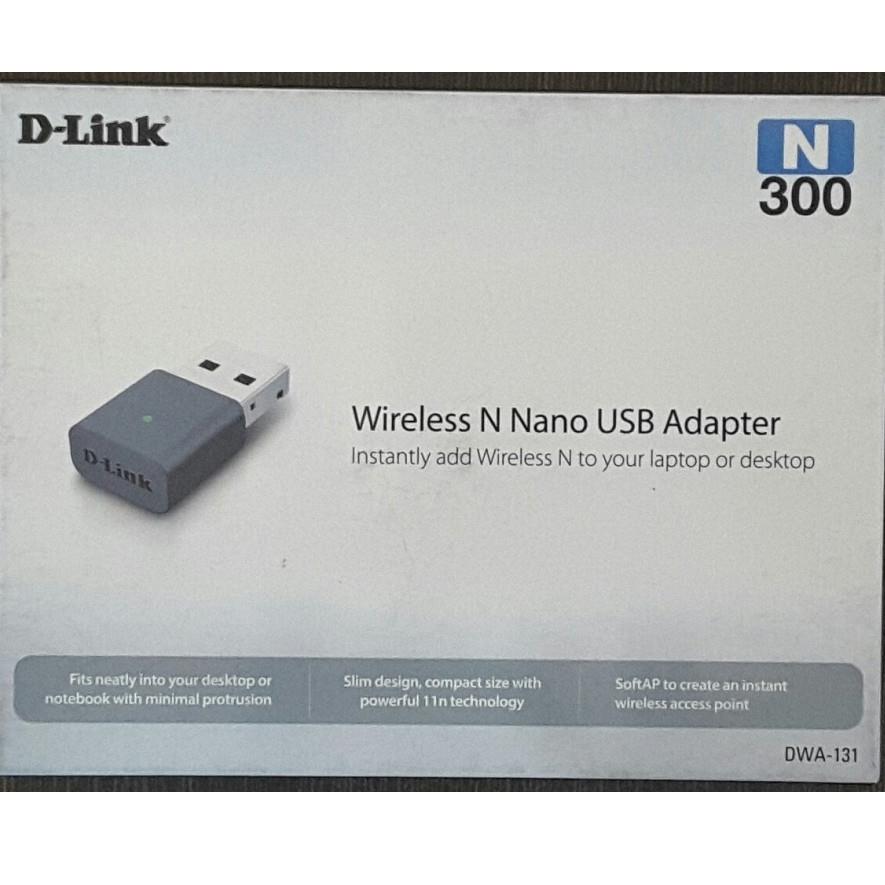 D-Link
N
300
D-Link
Wireless N Nano USB Adapter
Instantly add Wireless N to your laptop or desktop
Fits neatly into your desktop or
notebook with minimal protrusion
Slim design, compact size with
powerful 11n technology
SoftAP to create an instant
wireless access point
DWA-131